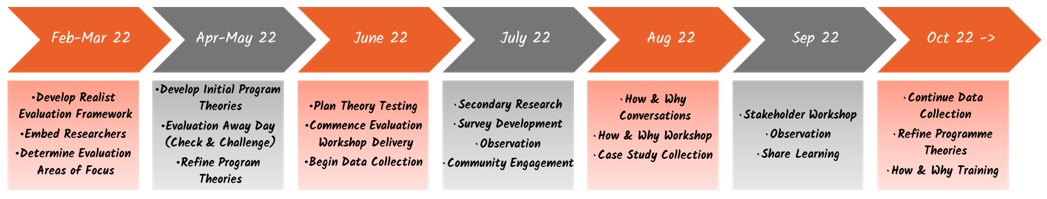 Feb-Mar 22
Apr-May 22
June 22
July 22
Aug 22
Sep 22
Oct 22 ->
•Develop Realist
Evaluation Framework
•Embed Researchers
•Determine Evaluation
Areas of Focus
•Develop Initial Program
Theories
•Evaluation Away Day
(Check & Challenge)
•Refine Program
Theories
•Plan Theory Testing
•Commence Evaluation
Workshop Delivery
•Begin Data Collection
• Secondary Research
• Survey Development
• Observation
• Community Engagement
• How & Why
Conversations
• How & Why Workshop
• Case Study Collection
• Stakeholder Workshop
• Observation
• Share Learning
• Continue Data
Collection
• Refine Programme
Theories
• How & Why Training